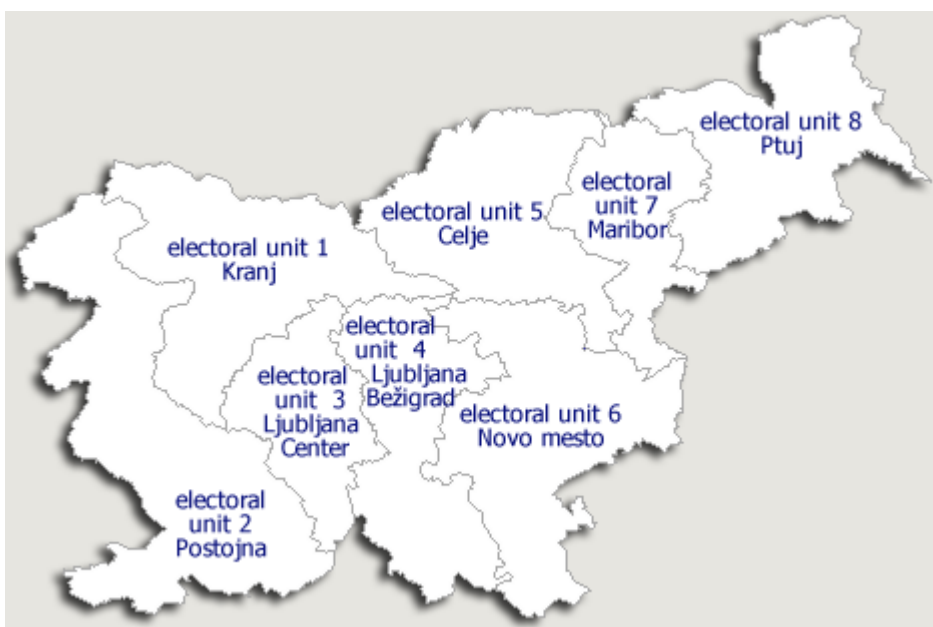 electoral unit 8
Ptuj
electoral
unit 7
Maribor
electoral unit 5
Celje
electoral unit 1
Kranj
electoral
unit 4
Ljubljana
Bežigrad
electoral
unit 3
Ljubljana
Center
electoral unit 6
Novo mesto
electoral
unit 2
Postojna